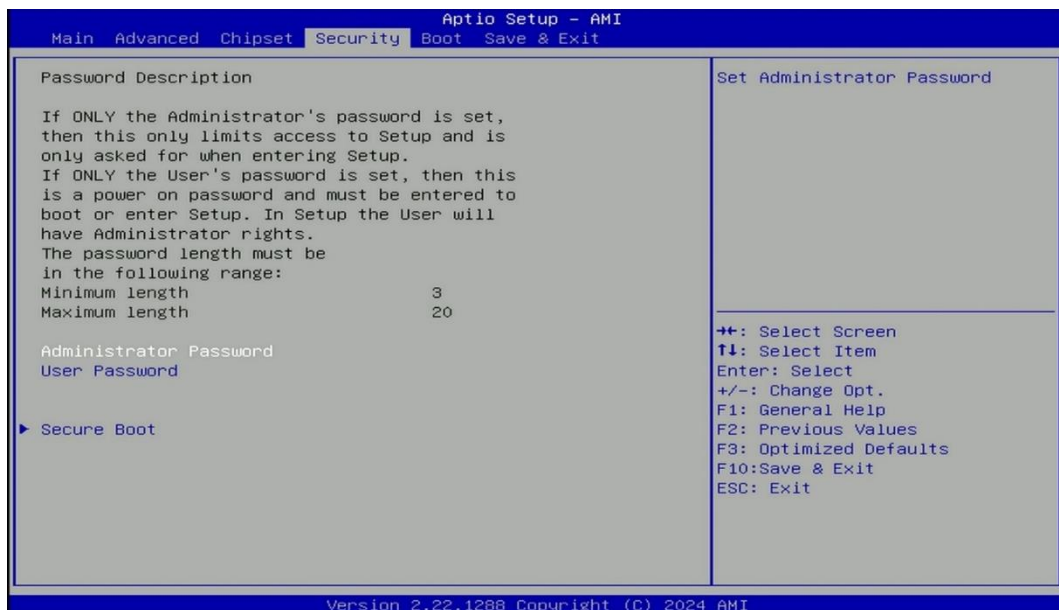 Aptio Setup – AMI
Main Advanced Chipset Security Boot Save & Exit
Password Description
If ONLY the Administrator's password is set,
then this only limits access to Setup and is
only asked for when entering Setup.
If ONLY the User's password is set, then this
is a power on password and must be entered to
boot or enter Setup. In Setup the User will
have Administrator rights.
The password length must be
in the following range:
Minimum length 3
Maximum length 20
Administrator Password
User Password
▶ Secure Boot
Set Administrator Password
→←: Select Screen
↑↓: Select Item
Enter: Select
+/-: Change Opt.
F1: General Help
F2: Previous Values
F3: Optimized Defaults
F10:Save & Exit
ESC: Exit
Version 2.22.1288 Copyright (C) 2024 AMI